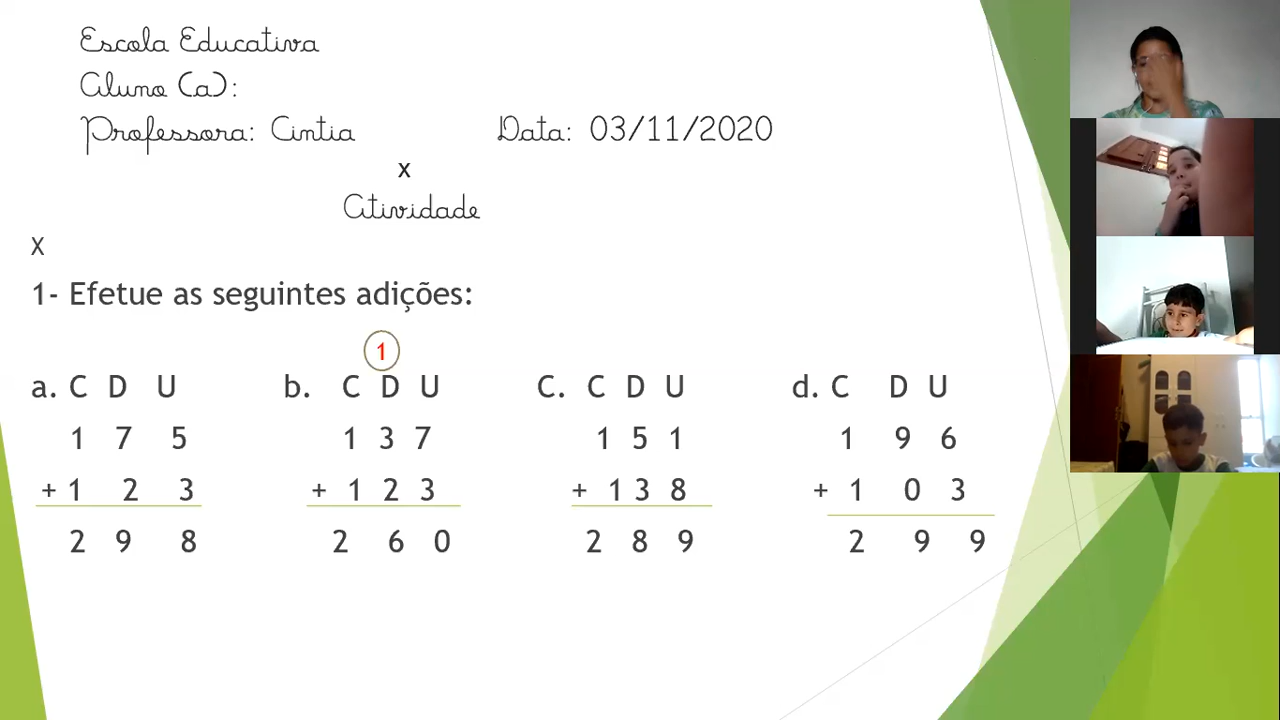 Escola Educativa
Aluno (a):
Professora: Cintia Data: 03/11/2020
x
Atividade
X
1- Efetue as seguintes adições:
1
a. C D U b. C D U C. C D U d. C D U
1 7 5 1 3 7 1 5 1 1 9 6
+ 1 2 3 + 1 2 3 + 1 3 8 + 1 0 3
2 9 8 2 6 0 2 8 9 2 9 9